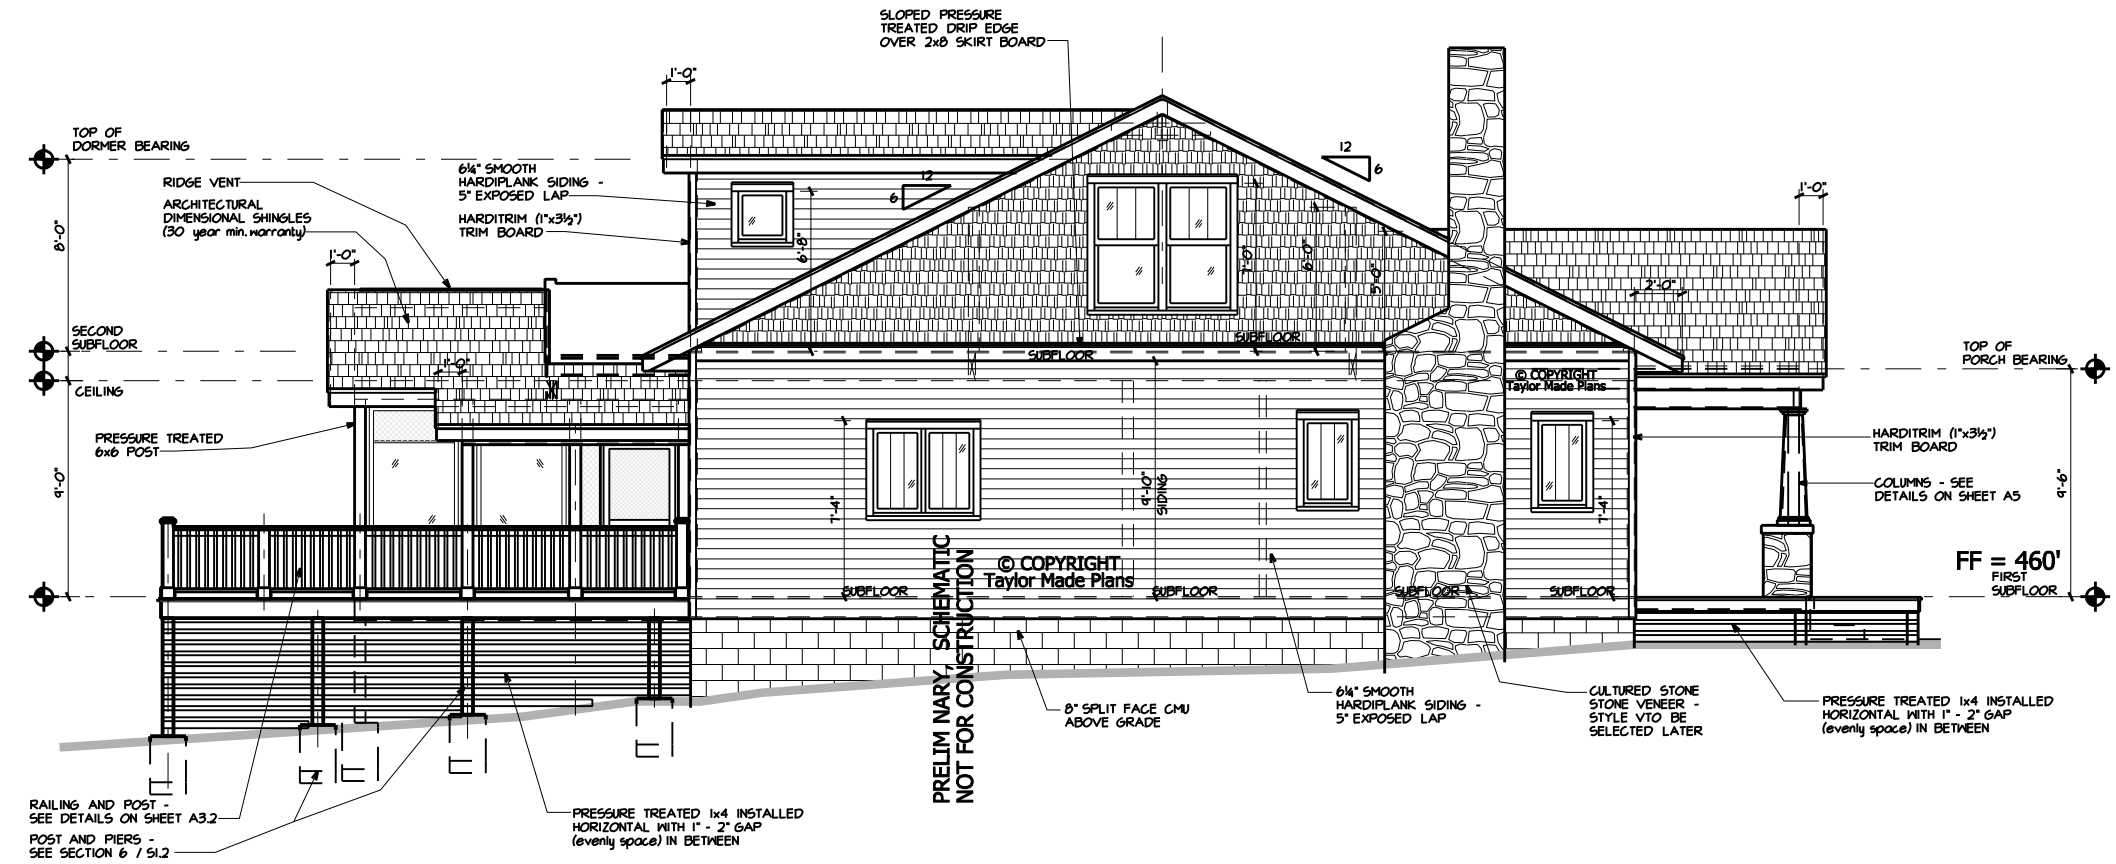 SLOPED PRESSURE
TREATED DRIP EDGE
OVER 2x8 SKIRT BOARD
1'-0"
TOP OF
DORMER BEARING
12
6
6¼" SMOOTH
HARDIPLANK SIDING -
5" EXPOSED LAP
12
6
RIDGE VENT
1'-0"
ARCHITECTURAL
DIMENSIONAL SHINGLES
(30 year min. warranty)
HARDITRIM (1"x3½")
TRIM BOARD
8'-0"
6'-8"
1'-0"
6'-0"
5'-0"
1'-0"
2'-0"
SECOND
SUBFLOOR
SUBFLOOR
SUBFLOOR
TOP OF
PORCH BEARING
1'-0"
© COPYRIGHT
Taylor Made Plans
CEILING
PRESSURE TREATED
6x6 POST
HARDITRIM (1"x3½")
TRIM BOARD
9'-0"
7'-4"
9'-10"
SIDING
7'-4"
COLUMNS - SEE
DETAILS ON SHEET A5
9'-6"
FF = 460'
FIRST
SUBFLOOR
© COPYRIGHT
Taylor Made Plans
SUBFLOOR
SUBFLOOR
SUBFLOOR
SUBFLOOR
PRELIM NARY, SCHEMATIC
NOT FOR CONSTRUCTION
8" SPLIT FACE CMU
ABOVE GRADE
6¼" SMOOTH
HARDIPLANK SIDING -
5" EXPOSED LAP
CULTURED STONE
STONE VENEER -
STYLE VTO BE
SELECTED LATER
PRESSURE TREATED 1x4 INSTALLED
HORIZONTAL WITH 1" - 2" GAP
(evenly space) IN BETWEEN
RAILING AND POST -
SEE DETAILS ON SHEET A3.2
POST AND PIERS -
SEE SECTION 6 / S1.2
PRESSURE TREATED 1x4 INSTALLED
HORIZONTAL WITH 1" - 2" GAP
(evenly space) IN BETWEEN